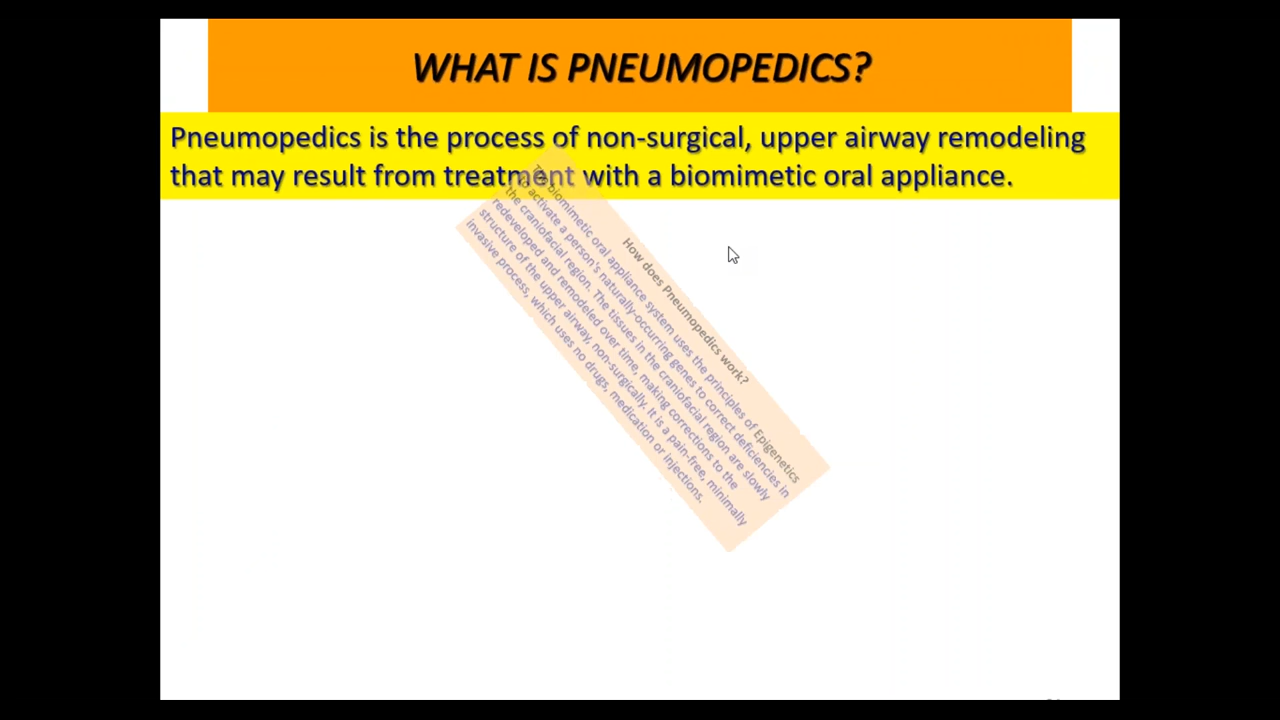 WHAT IS PNEUMOPEDICS?
Pneumopedics is the process of non-surgical, upper airway remodeling
that may result from treatment with a biomimetic oral appliance.
How does Pneumopedics work?
The biomimetic oral appliance system uses the principles of Epigenetics
to activate a person's naturally-occurring genes to correct deficiencies in
the craniofacial region. The tissues in the craniofacial region are slowly
redeveloped and remodeled over time, making corrections to the
structure of the upper airway, non-surgically. It is a pain-free, minimally
invasive process, which uses no drugs, medication or injections.